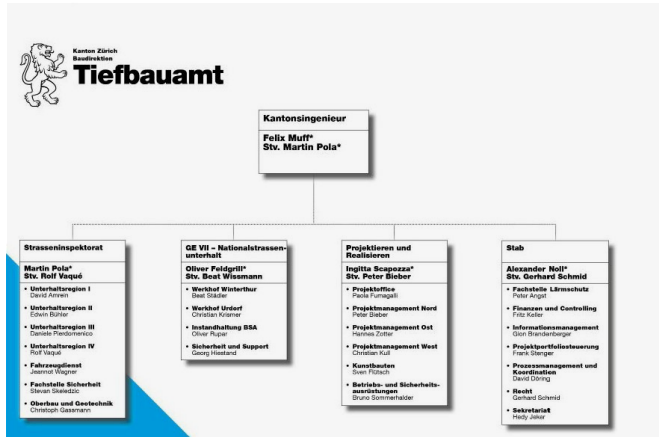 Kanton Zürich
Baudirektion
Tiefbauamt
Kantonsingenieur
Felix Muff*
Stv. Martin Pola*
Strasseninspektorat
Martin Pola*
Stv. Rolf Vaqué
• Unterhaltsregion I
David Amrein
• Unterhaltsregion II
Edwin Bühler
• Unterhaltsregion III
Daniele Pierdomenico
• Unterhaltsregion IV
Rolf Vaqué
• Fahrzeugdienst
Jeannot Wagner
• Fachstelle Sicherheit
Stevan Skeledzic
• Oberbau und Geotechnik
Christoph Gassmann
GE VII – Nationalstrassen-
unterhalt
Oliver Feldgrill*
Stv. Beat Wissmann
• Werkhof Winterthur
Beat Städler
• Werkhof Urdorf
Christian Krismer
• Instandhaltung BSA
Oliver Rupar
• Sicherheit und Support
Georg Hiestand
Projektieren und
Realisieren
Ingitta Scapozza*
Stv. Peter Bieber
• Projektoffice
Paola Fumagalli
• Projektmanagement Nord
Peter Bieber
• Projektmanagement Ost
Hannes Zotter
• Projektmanagement West
Christian Kull
• Kunstbauten
Sven Flütsch
• Betriebs- und Sicherheits-
ausrüstungen
Bruno Sommerhalder
Stab
Alexander Noll*
Stv. Gerhard Schmid
• Fachstelle Lärmschutz
Peter Angst
• Finanzen und Controlling
Fritz Keller
• Informationsmanagement
Gion Brandenberger
• Projektportfoliosteuerung
Frank Stenger
• Prozessmanagement und
Koordination
David Döring
• Recht
Gerhard Schmid
• Sekretariat
Hedy Jeker